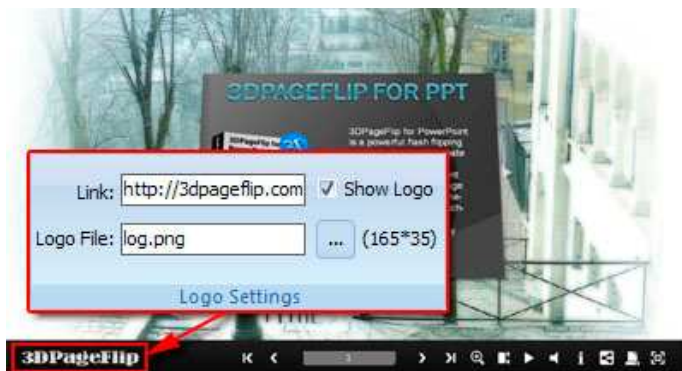 3DPAGEFLIP FOR PPT
3DPageFlip for PowerPoint
is a powerful flash flipping
Link: http://3dpageflip.com Show Logo
Logo File: log.png ... (165*35)
Logo Settings
3DPageFlip
1